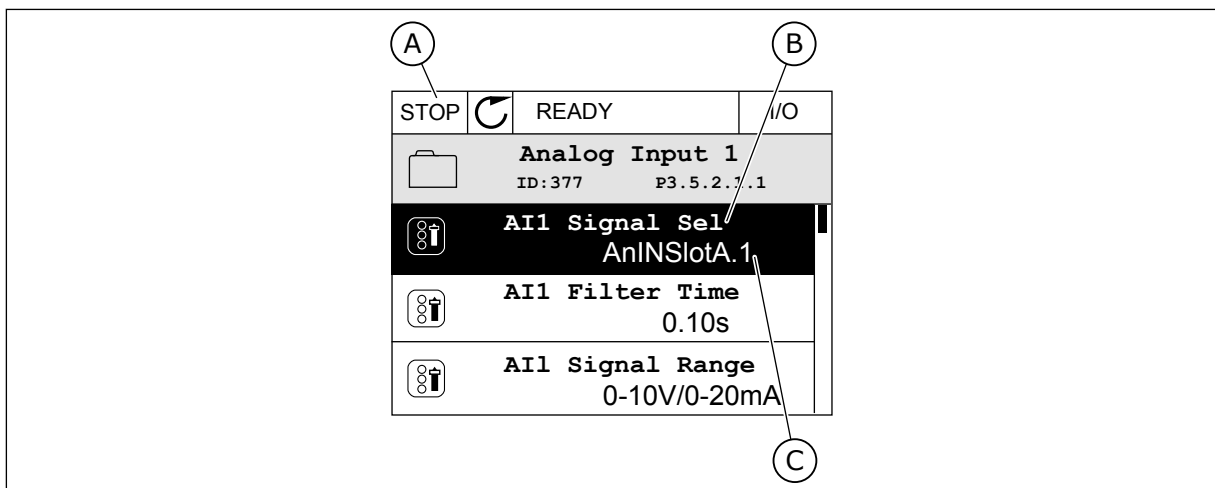 A B
STOP READY I/O
Analog Input 1
ID:377 P3.5.2.1.1
AI1 Signal Sel
AnINSlotA.1
AI1 Filter Time
0.10s
AIl Signal Range
0-10V/0-20mA
C